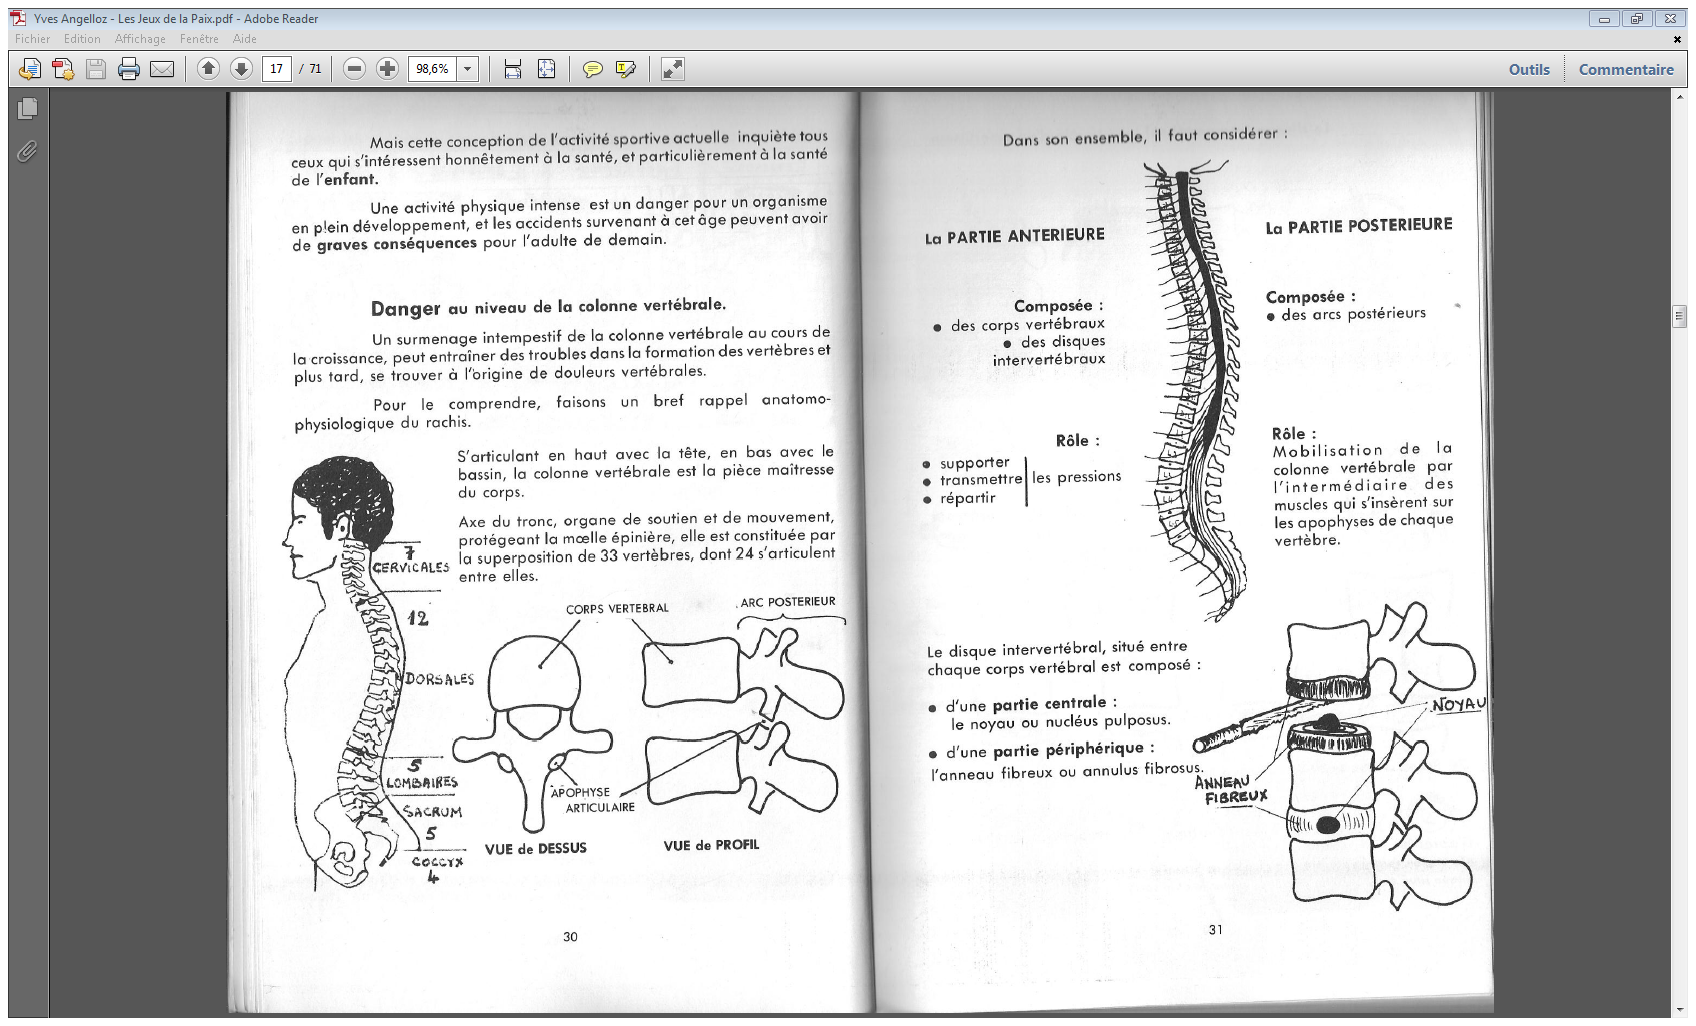 Yves Angelloz - Les Jeux de la Paix.pdf - Adobe Reader
Fichier Edition Affichage Fenêtre Aide
17 / 71 98,6% Outils Commentaire
Mais cette conception de l'activité sportive actuelle inquiète tous
ceux qui s'intéressent honnêtement à la santé, et particulièrement à la santé
de l'enfant.
Une activité physique intense est un danger pour un organisme
en plein développement, et les accidents survenant à cet âge peuvent avoir
de graves conséquences pour l'adulte de demain.
Danger au niveau de la colonne vertébrale.
Un surmenage intempestif de la colonne vertébrale au cours de
la croissance, peut entraîner des troubles dans la formation des vertèbres et
plus tard, se trouver à l'origine de douleurs vertébrales.
Pour le comprendre, faisons un bref rappel anatomo-
physiologique du rachis.
S'articulant en haut avec la tête, en bas avec le
bassin, la colonne vertébrale est la pièce maîtresse
du corps.
Axe du tronc, organe de soutien et de mouvement,
protégeant la mœlle épinière, elle est constituée par
la superposition de 33 vertèbres, dont 24 s'articulent
entre elles.
7
CERVICALES
12
DORSALES
5
LOMBAIRES
SACRUM
5
COCCYX
4
CORPS VERTEBRAL
ARC POSTERIEUR
APOPHYSE
ARTICULAIRE
VUE de DESSUS
VUE de PROFIL
30
Dans son ensemble, il faut considérer :
La PARTIE ANTERIEURE
Composée :
• des corps vertébraux
• des disques
intervertébraux
Rôle :
• supporter
• transmettre
• répartir
les pressions
La PARTIE POSTERIEURE
Composée :
• des arcs postérieurs
Rôle :
Mobilisation de la
colonne vertébrale par
l'intermédiaire des
muscles qui s'insèrent sur
les apophyses de chaque
vertèbre.
Le disque intervertébral, situé entre
chaque corps vertébral est composé :
• d'une partie centrale :
le noyau ou nucléus pulposus.
• d'une partie périphérique :
l'anneau fibreux ou annulus fibrosus.
NOYAU
ANNEAU
FIBREUX
31